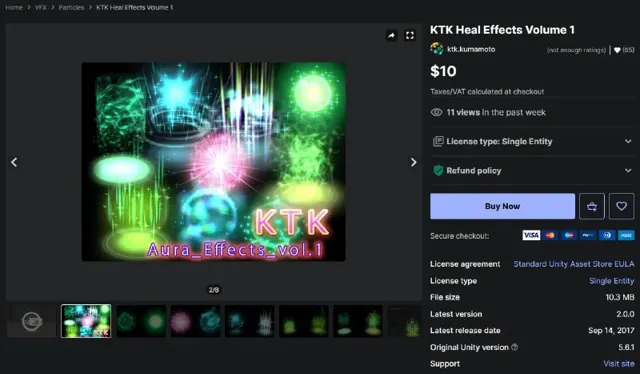 Home > VFX > Particles > KTK Heal Effects Volume 1
KTK Heal Effects Volume 1
ktk.kumamoto
(not enough ratings) | (85)
$10
Taxes/VAT calculated at checkout
11 views in the past week
License type: Single Entity
Refund policy
Buy Now
Secure checkout:
VISA
KTK
Aura_Effects_vol.1
2/8
KTK
License agreement Standard Unity Asset Store EULA
License type Single Entity
File size 10.3 MB
Latest version 2.0.0
Latest release date Sep 14, 2017
Original Unity version 5.6.1
Support Visit site